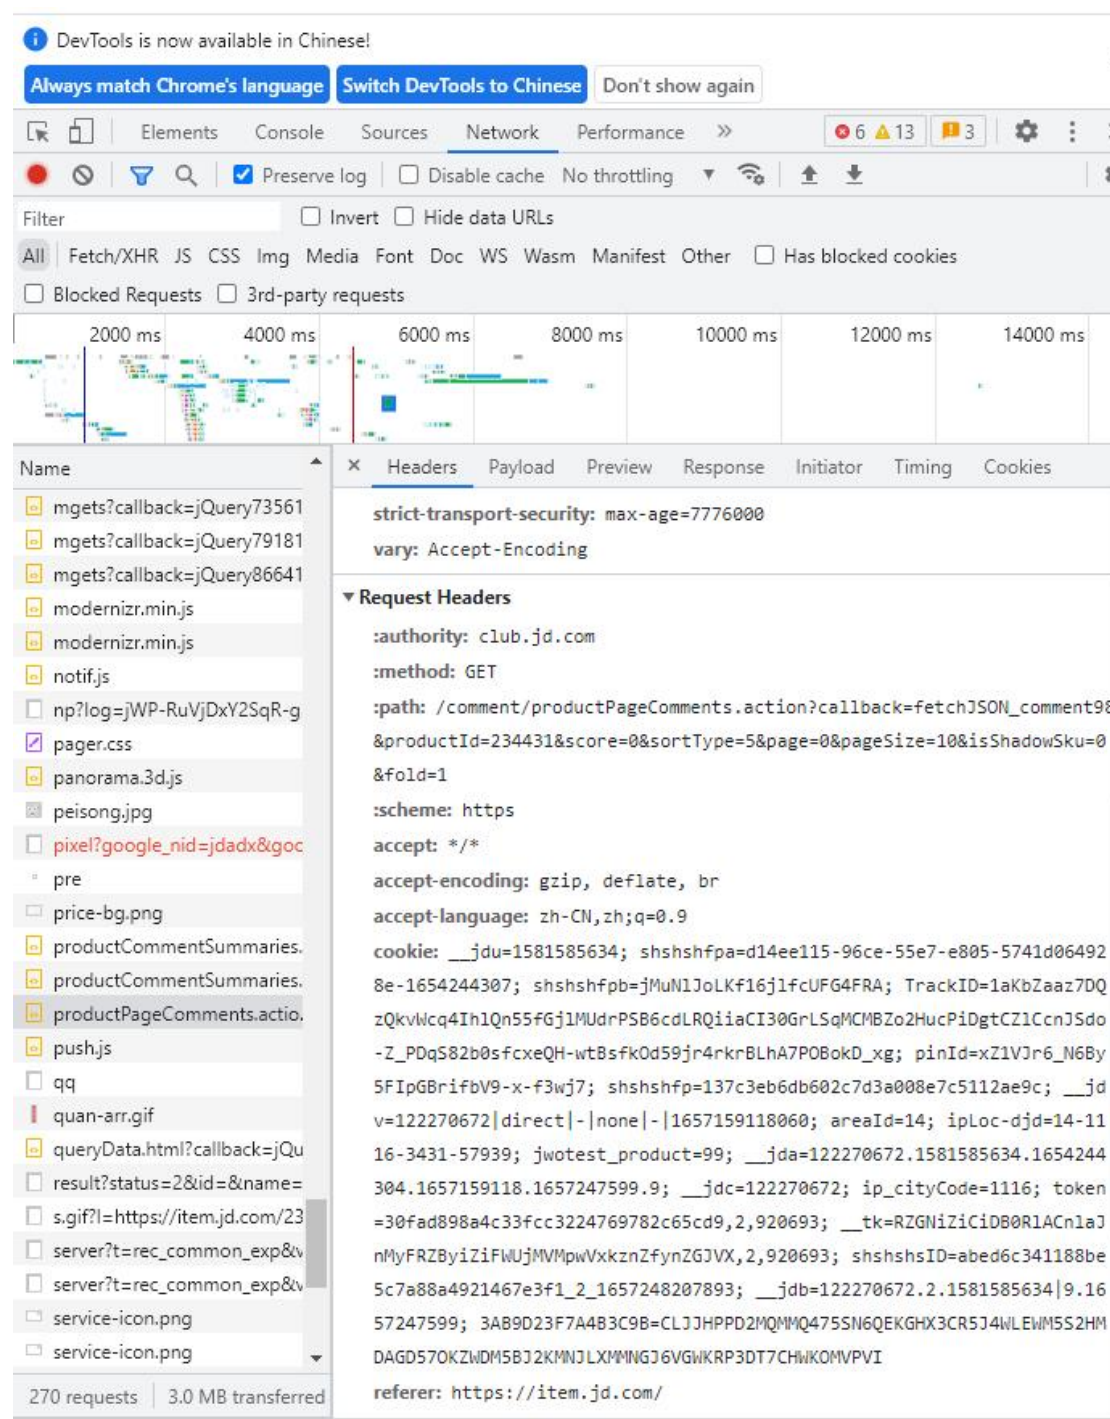 DevTools is now available in Chinese!
Always match Chrome's language Switch DevTools to Chinese Don't show again
Elements Console Sources Network Performance » 6 13 3
Preserve log Disable cache No throttling
Filter Invert Hide data URLs
All Fetch/XHR JS CSS Img Media Font Doc WS Wasm Manifest Other Has blocked cookies
Blocked Requests 3rd-party requests
2000 ms 4000 ms 6000 ms 8000 ms 10000 ms 12000 ms 14000 ms
Name
mgets?callback=jQuery73561
mgets?callback=jQuery79181
mgets?callback=jQuery86641
modernizr.min.js
modernizr.min.js
notif.js
np?log=jWP-RuVjDxY2SqR-g
pager.css
panorama.3d.js
peisong.jpg
pixel?google_nid=jdadx&goc
pre
price-bg.png
productCommentSummaries.
productCommentSummaries.
productPageComments.actio.
push.js
qq
quan-arr.gif
queryData.html?callback=jQu
result?status=2&id=&name=
s.gif?l=https://item.jd.com/23
server?t=rec_common_exp&v
server?t=rec_common_exp&v
service-icon.png
service-icon.png
270 requests 3.0 MB transferred
× Headers Payload Preview Response Initiator Timing Cookies
strict-transport-security: max-age=7776000
vary: Accept-Encoding
Request Headers
:authority: club.jd.com
:method: GET
:path: /comment/productPageComments.action?callback=fetchJSON_comment98
&productId=234431&score=0&sortType=5&page=0&pageSize=10&isShadowSku=0
&fold=1
:scheme: https
accept: */*
accept-encoding: gzip, deflate, br
accept-language: zh-CN,zh;q=0.9
cookie: __jdu=1581585634; shshshfpa=d14ee115-96ce-55e7-e805-5741d06492
8e-1654244307; shshshfpb=jMuNlJoLKf16jlfcUFG4FRA; TrackID=1aKbZaaz7DQ
zQkvWcq4IhlQn55fGjlMUdrPSB6cdLRQiiaCI30GrLSqMCMBZo2HucPiDgtCZlCcnJSdo
-Z_PDqS82b0sfcxeQH-wtBsfkOd59jr4rkrBLhA7POBokD_xg; pinId=xZ1VJr6_N6By
5FIpGBrifbV9-x-f3wj7; shshshfp=137c3eb6db602c7d3a008e7c5112ae9c; __jd
v=122270672|direct|-|none|-|1657159118060; areaId=14; ipLoc-djd=14-11
16-3431-57939; jwotest_product=99; __jda=122270672.1581585634.1654244
304.1657159118.1657247599.9; __jdc=122270672; ip_cityCode=1116; token
=30fad898a4c33fcc3224769782c65cd9,2,920693; __tk=RZGNiZiCiDB0RlACnlaJ
nMyFRZByiZiFWUjMVMpwVxkznZfynZGJVX,2,920693; shshshsID=abed6c341188be
5c7a88a4921467e3f1_2_1657248207893; __jdb=122270672.2.1581585634|9.16
57247599; 3AB9D23F7A4B3C9B=CLJJHPPD2MQMMQ475SN6QEKGHX3CR5J4WLEWM5S2HM
DAGD57OKZWDM5BJ2KMNJLXMMNGJ6VGWKRP3DT7CHWKOMVPVI
referer: https://item.jd.com/